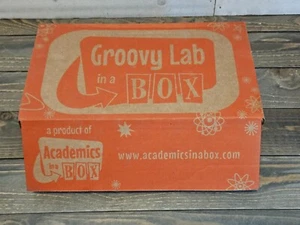 Groovy Lab
in a BOX
a product of
Academics
in a BOX
www.academicsinabox.com